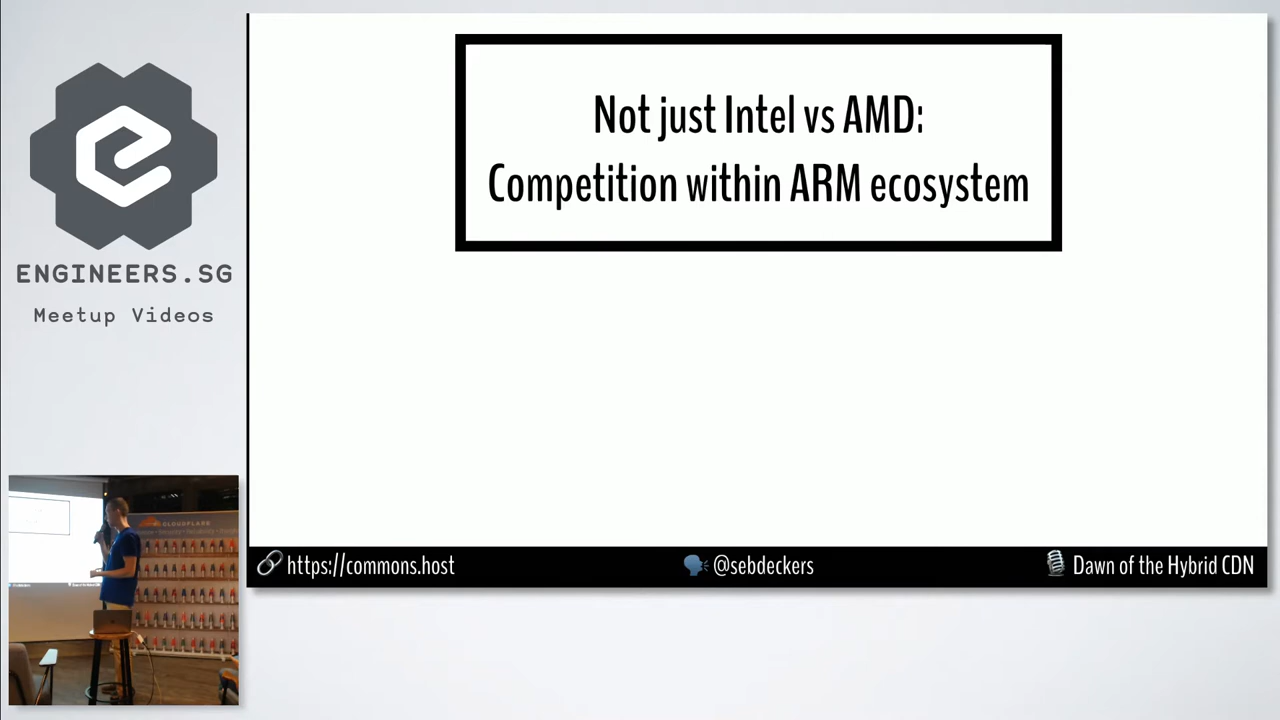 ENGINEERS.SG
Meetup Videos
Not just Intel vs AMD:
Competition within ARM ecosystem
CLOUDFLARE
https://commons.host
@sebdeckers
Dawn of the Hybrid CDN